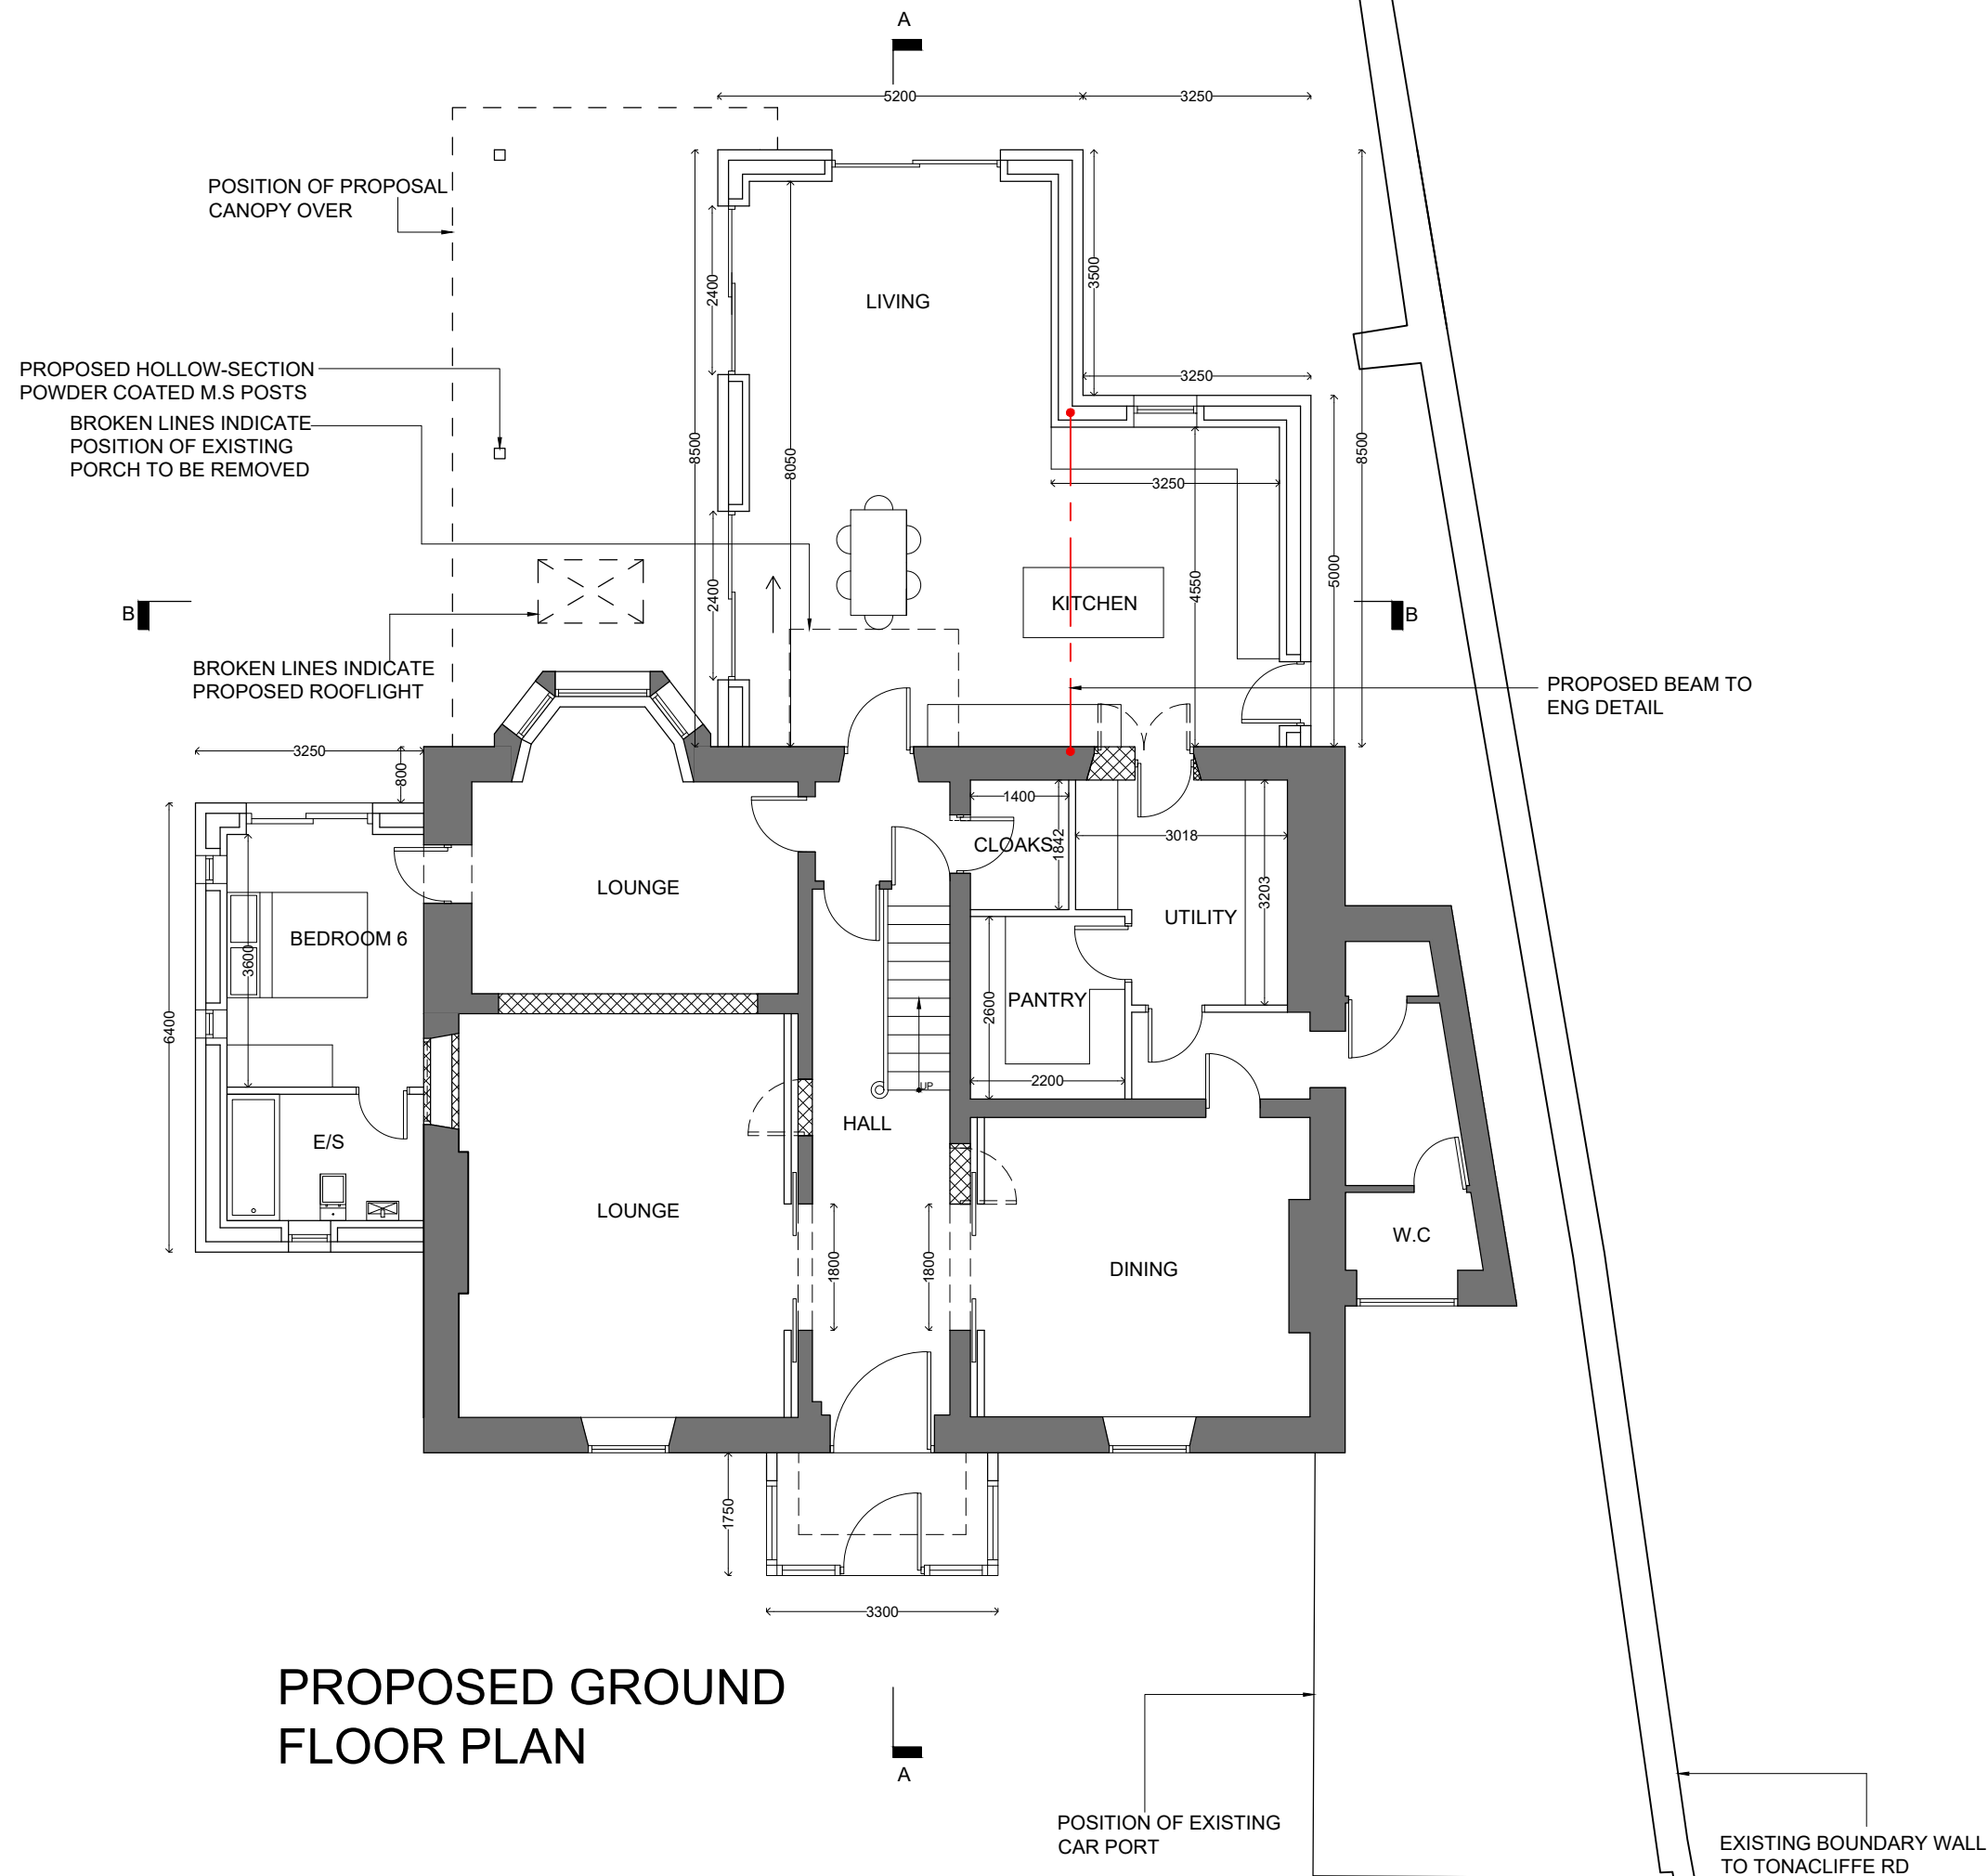 A
5200
3250
POSITION OF PROPOSAL
CANOPY OVER
3500
2400
LIVING
PROPOSED HOLLOW-SECTION
POWDER COATED M.S POSTS
3250
BROKEN LINES INDICATE
POSITION OF EXISTING
PORCH TO BE REMOVED
8500
8050
8500
3250
5000
4550
2400
KITCHEN
B
B
BROKEN LINES INDICATE
PROPOSED ROOFLIGHT
PROPOSED BEAM TO
ENG DETAIL
3250
800
1400
3018
CLOAKS
1842
LOUNGE
3203
UTILITY
BEDROOM 6
3600
PANTRY
2600
6400
2200
UP
HALL
E/S
LOUNGE
W.C
1800
1800
DINING
1750
3300
PROPOSED GROUND
FLOOR PLAN
A
POSITION OF EXISTING
CAR PORT
EXISTING BOUNDARY WALL
TO TONACLIFFE RD